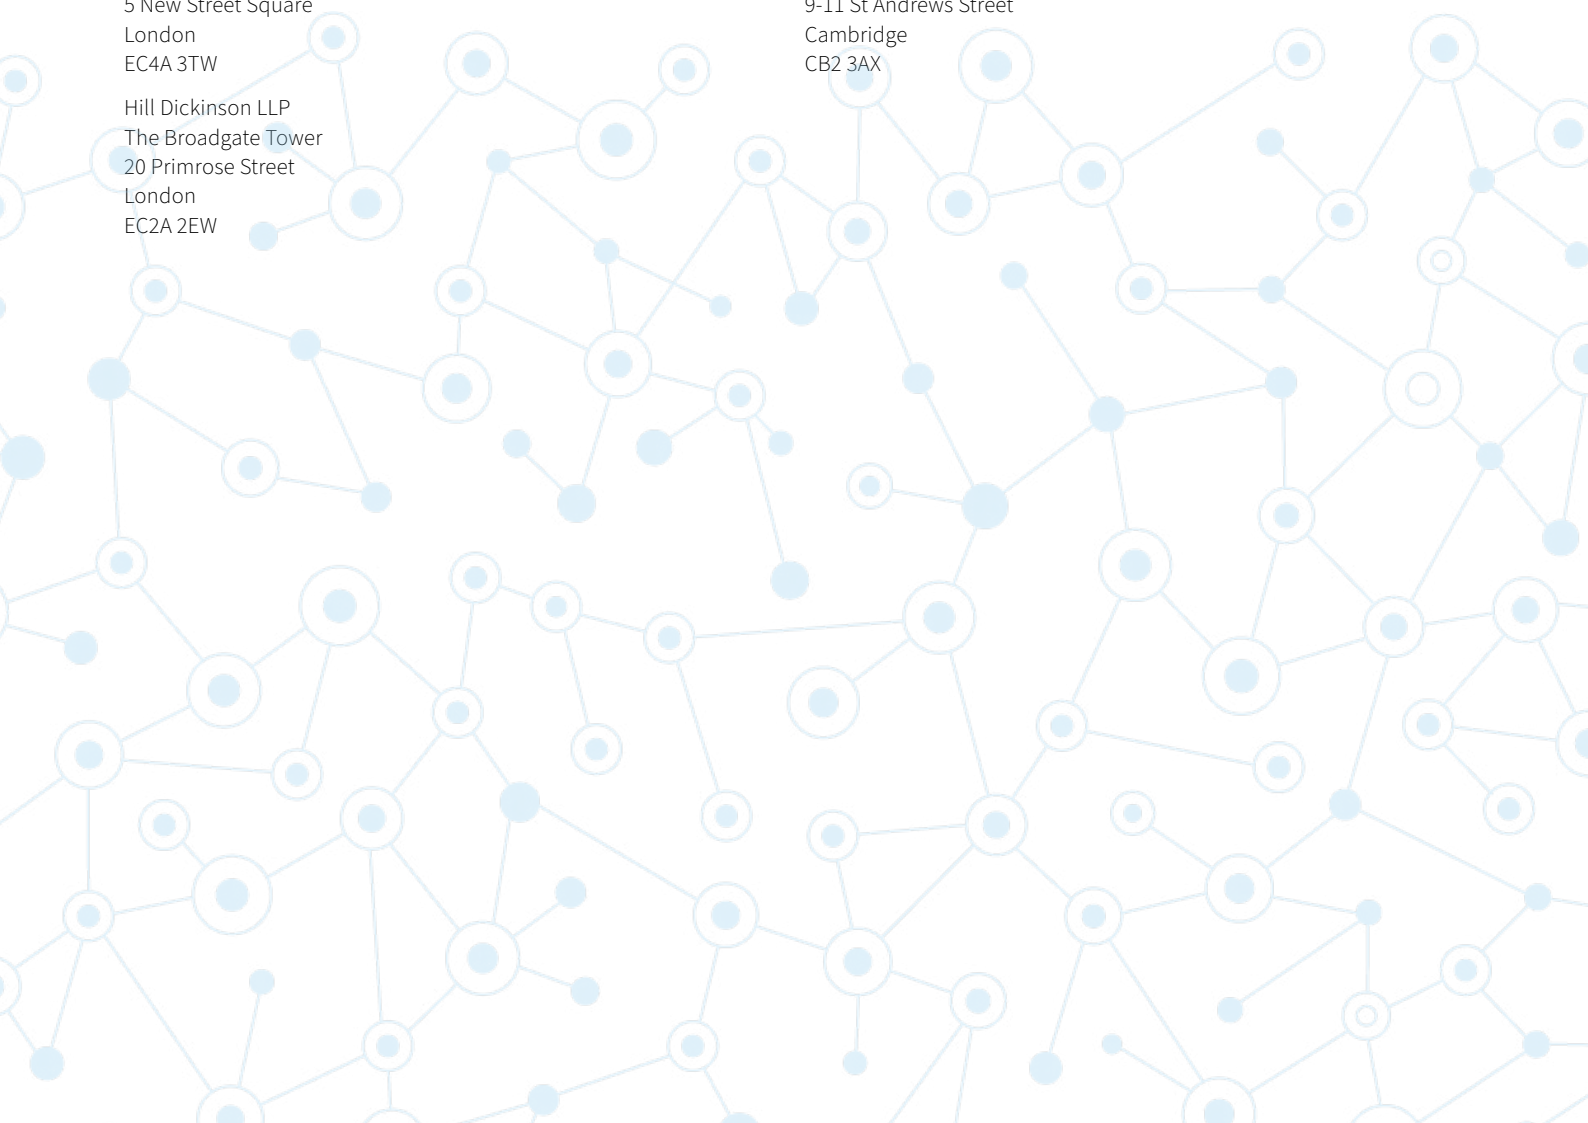 5 New Street Square
London
EC4A 3TW
Hill Dickinson LLP
The Broadgate Tower
20 Primrose Street
London
EC2A 2EW
9-11 St Andrews Street
Cambridge
CB2 3AX